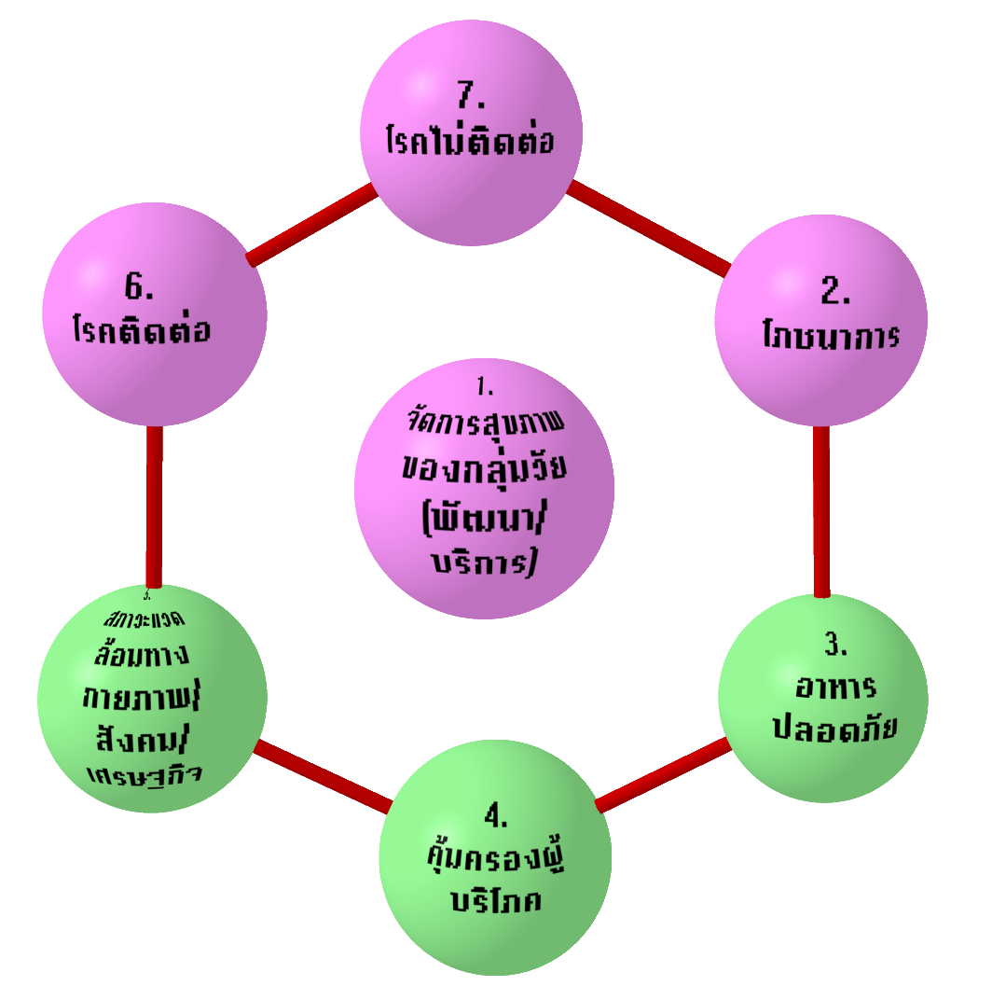 7.
โรคไม่ติดต่อ
6.
โรคติดต่อ
2.
โภชนาการ
1.
จัดการสุขภาพ
ของกลุ่มวัย
(พัฒนา/
บริการ)
5.
สภาวะแวด
ล้อมทาง
กายภาพ/
สังคม/
เศรษฐกิจ
3.
อาหาร
ปลอดภัย
4.
คุ้มครองผู้
บริโภค